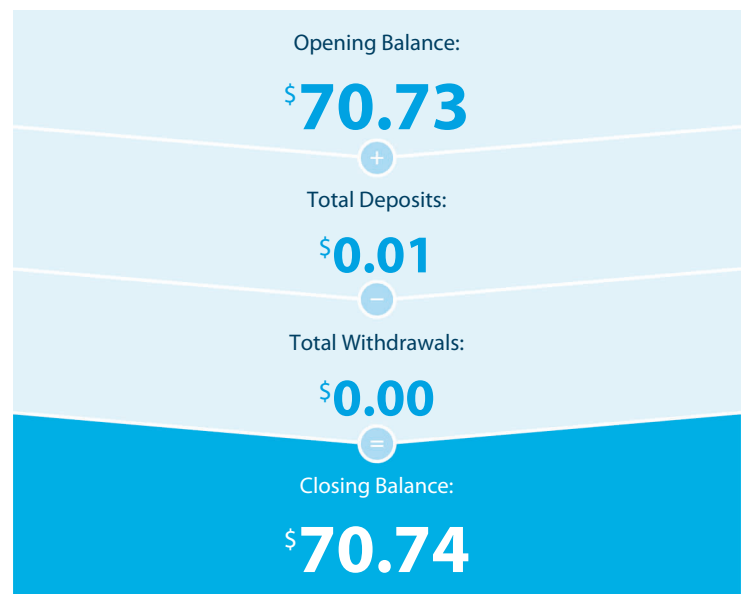 Opening Balance:
$70.73
+
Total Deposits:
$0.01
−
Total Withdrawals:
$0.00
=
Closing Balance:
$70.74